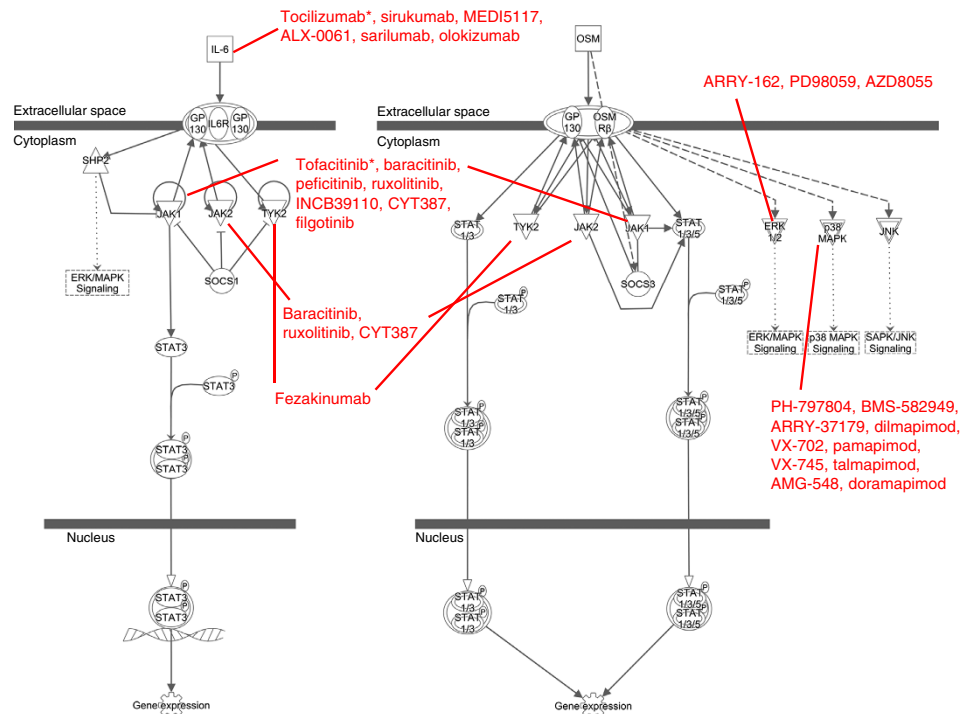 Tocilizumab*, sirukumab, MEDI5117,
ALX-0061, sarilumab, olokizumab
IL-6
OSM
ARRY-162, PD98059, AZD8055
Extracellular space
Extracellular space
GP
130
IL6R
GP
130
GP
130
OSM
Rβ
Cytoplasm
Cytoplasm
SHP2
Tofacitinib*, baracitinib,
peficitinib, ruxolitinib,
INCB39110, CYT387,
filgotinib
JAK1
JAK2
TYK2
STAT
1/3
TYK2
JAK2
JAK1
STAT
1/3/5
ERK
1/2
p38
MAPK
JNK
ERK/MAPK
Signaling
SOCS1
SOCS3
Baracitinib,
ruxolitinib, CYT387
STAT
1/3
P
STAT
1/3/5
P
ERK/MAPK
Signaling
p38 MAPK
Signaling
SAPK/JNK
Signaling
STAT3
STAT3
P
Fezakinumab
PH-797804, BMS-582949,
ARRY-37179, dilmapimod,
VX-702, pamapimod,
VX-745, talmapimod,
AMG-548, doramapimod
STAT3
P
STAT3
P
STAT
1/3
P
STAT
1/3
P
STAT
1/3/5
P
STAT
1/3/5
P
Nucleus
Nucleus
STAT3
P
STAT3
P
STAT
1/3
P
STAT
1/3
P
STAT
1/3/5
P
STAT
1/3/5
P
Gene expression
Gene expression